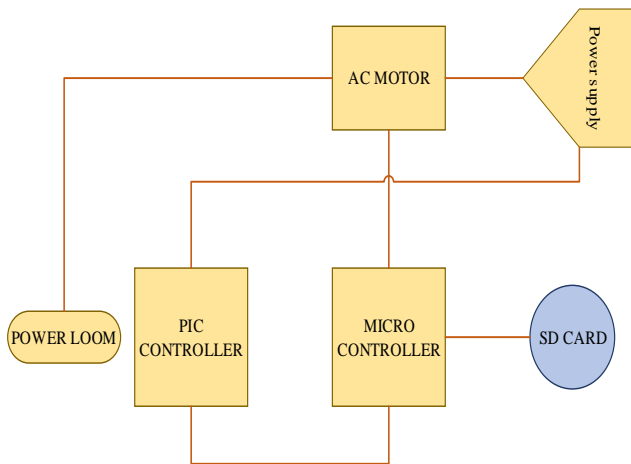 AC MOTOR
Power supply
POWER LOOM
PIC
CONTROLLER
MICRO
CONTROLLER
SD CARD